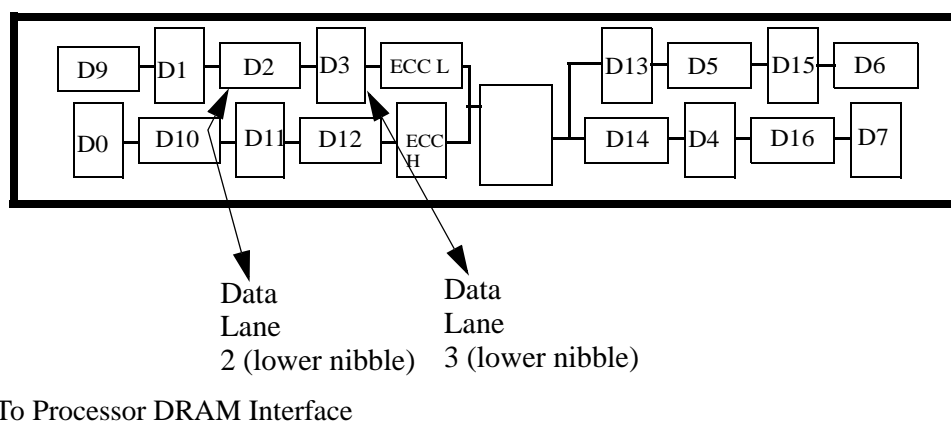 D9 D1 D2 D3 ECC L D13 D5 D15 D6
D0 D10 D11 D12 ECC H D14 D4 D16 D7
Data
Lane
2 (lower nibble)
Data
Lane
3 (lower nibble)
To Processor DRAM Interface